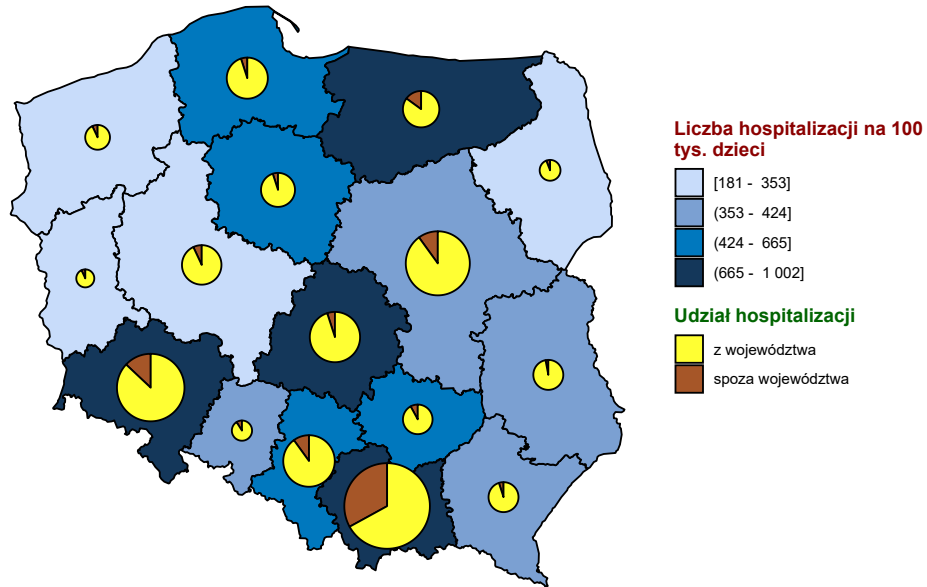 Liczba hospitalizacji na 100
tys. dzieci
[181 - 353]
(353 - 424]
(424 - 665]
(665 - 1 002]
Udział hospitalizacji
z województwa
spoza województwa